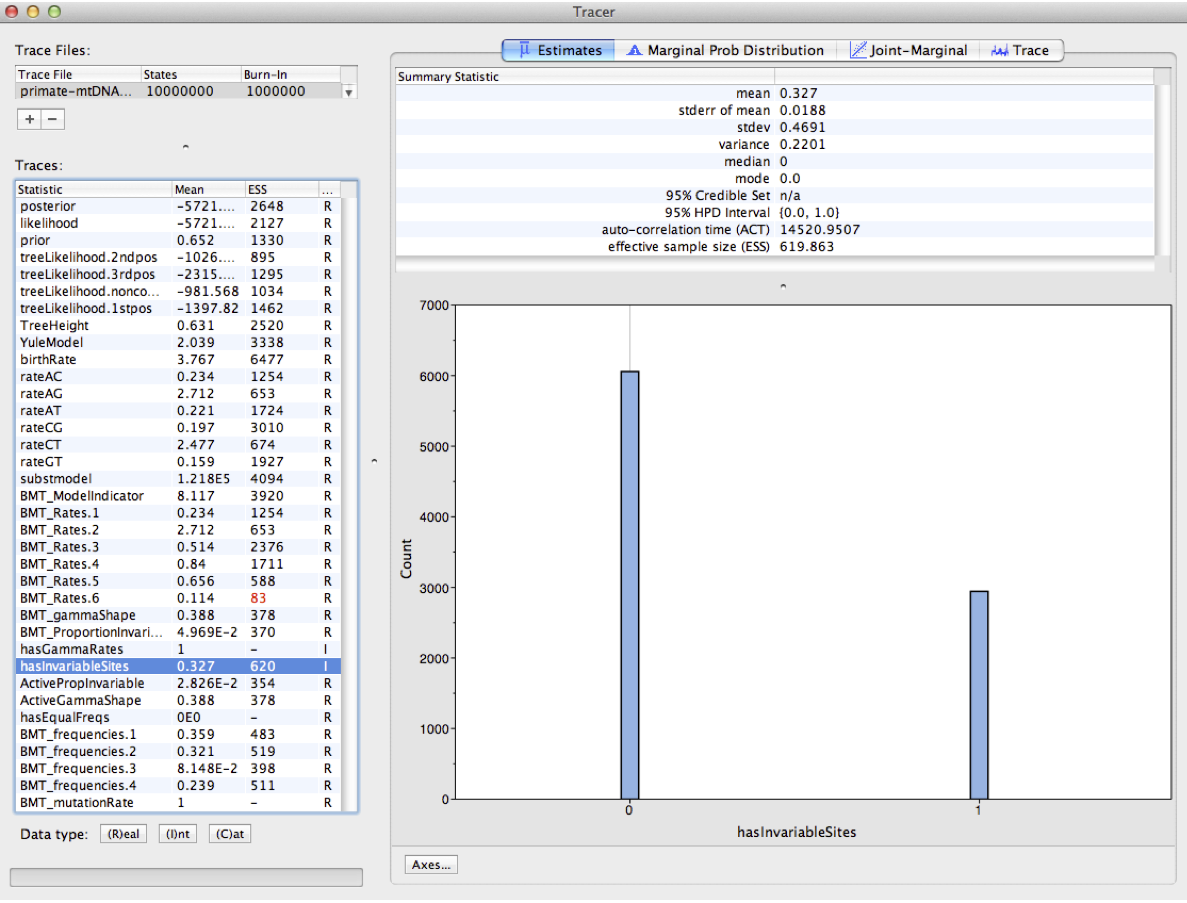 Tracer
Trace Files:
Trace File States Burn-In
primate-mtDNA... 10000000 1000000
+ −
Traces:
Statistic Mean ESS ...
posterior -5721.... 2648 R
likelihood -5721.... 2127 R
prior 0.652 1330 R
treeLikelihood.2ndpos -1026.... 895 R
treeLikelihood.3rdpos -2315.... 1295 R
treeLikelihood.nonco... -981.568 1034 R
treeLikelihood.1stpos -1397.82 1462 R
TreeHeight 0.631 2520 R
YuleModel 2.039 3338 R
birthRate 3.767 6477 R
rateAC 0.234 1254 R
rateAG 2.712 653 R
rateAT 0.221 1724 R
rateCG 0.197 3010 R
rateCT 2.477 674 R
rateGT 0.159 1927 R
substmodel 1.218E5 4094 R
BMT_ModelIndicator 8.117 3920 R
BMT_Rates.1 0.234 1254 R
BMT_Rates.2 2.712 653 R
BMT_Rates.3 0.514 2376 R
BMT_Rates.4 0.84 1711 R
BMT_Rates.5 0.656 588 R
BMT_Rates.6 0.114 83 R
BMT_gammaShape 0.388 378 R
BMT_ProportionInvari... 4.969E-2 370 R
hasGammaRates 1 - I
hasInvariableSites 0.327 620 I
ActivePropInvariable 2.826E-2 354 R
ActiveGammaShape 0.388 378 R
hasEqualFreqs 0E0 - R
BMT_frequencies.1 0.359 483 R
BMT_frequencies.2 0.321 519 R
BMT_frequencies.3 8.148E-2 398 R
BMT_frequencies.4 0.239 511 R
BMT_mutationRate 1 - R
Data type: (R)eal (I)nt (C)at
Estimates Marginal Prob Distribution Joint-Marginal Trace
Summary Statistic
mean 0.327
stderr of mean 0.0188
stdev 0.4691
variance 0.2201
median 0
mode 0.0
95% Credible Set n/a
95% HPD Interval {0.0, 1.0}
auto-correlation time (ACT) 14520.9507
effective sample size (ESS) 619.863
7000
6000
5000
4000
3000
2000
1000
0
Count
0 1
hasInvariableSites
Axes...